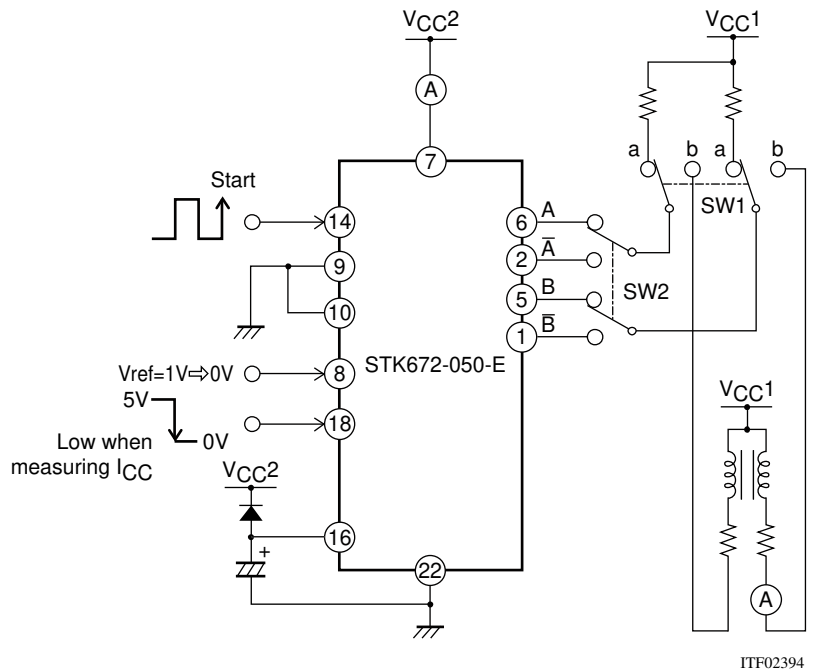 VCC2
VCC1
A
7
a
b
a
b
SW1
Start
14
9
10
6
A
2
A̅
5
B
1
B̅
SW2
STK672-050-E
Vref=1V⇨0V
8
5V
0V
18
Low when
measuring ICC
VCC2
16
+
22
VCC1
A
ITF02394